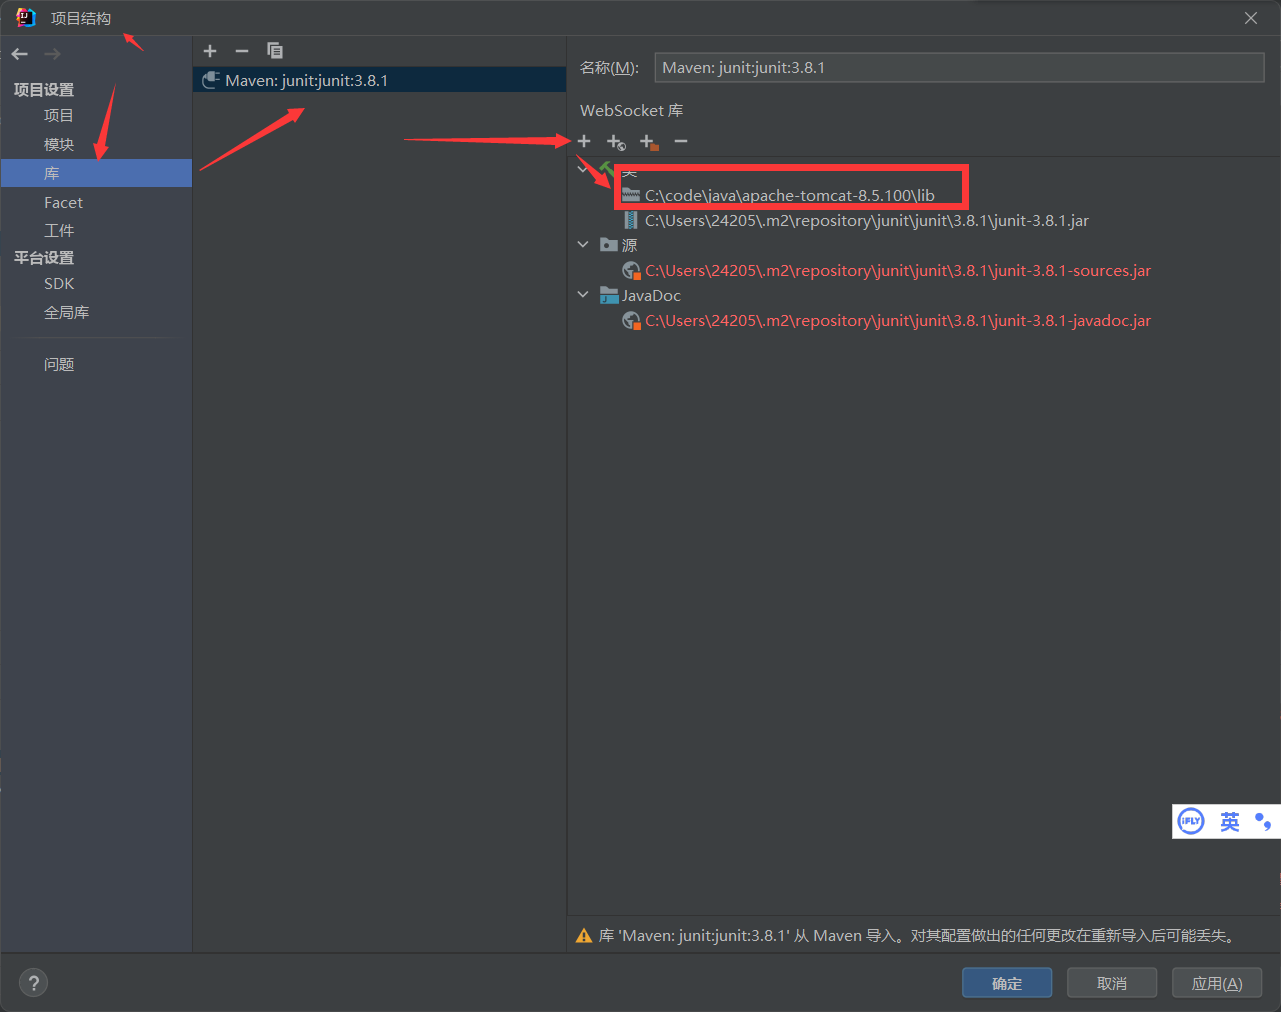 项目结构
项目设置
项目
模块
库
Facet
工件
平台设置
SDK
全局库
问题
Maven: junit:junit:3.8.1
名称(M):
Maven: junit:junit:3.8.1
WebSocket 库
C:\code\java\apache-tomcat-8.5.100\lib
C:\Users\24205\.m2\repository\junit\junit\3.8.1\junit-3.8.1.jar
源
C:\Users\24205\.m2\repository\junit\junit\3.8.1\junit-3.8.1-sources.jar
JavaDoc
C:\Users\24205\.m2\repository\junit\junit\3.8.1\junit-3.8.1-javadoc.jar
iFLY 英
库 'Maven: junit:junit:3.8.1' 从 Maven 导入。对其配置做出的任何更改在重新导入后可能丢失。
?
确定
取消
应用(A)